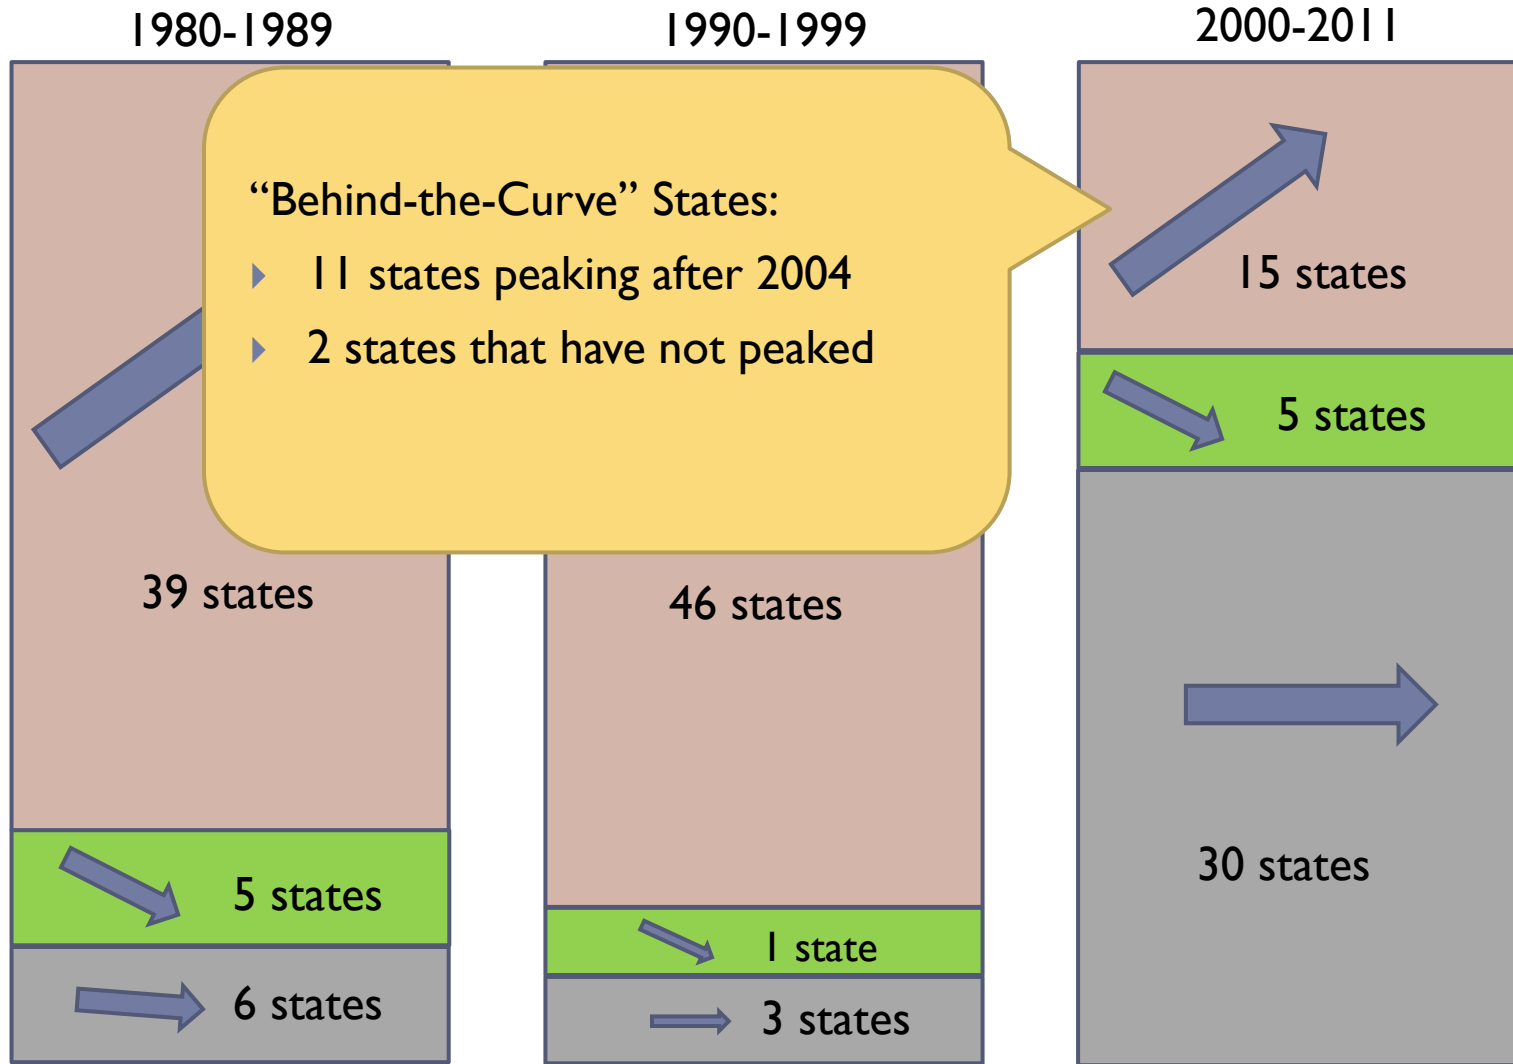 1980-1989
1990-1999
2000-2011
“Behind-the-Curve” States:
11 states peaking after 2004
2 states that have not peaked
15 states
5 states
39 states
46 states
30 states
5 states
1 state
6 states
3 states